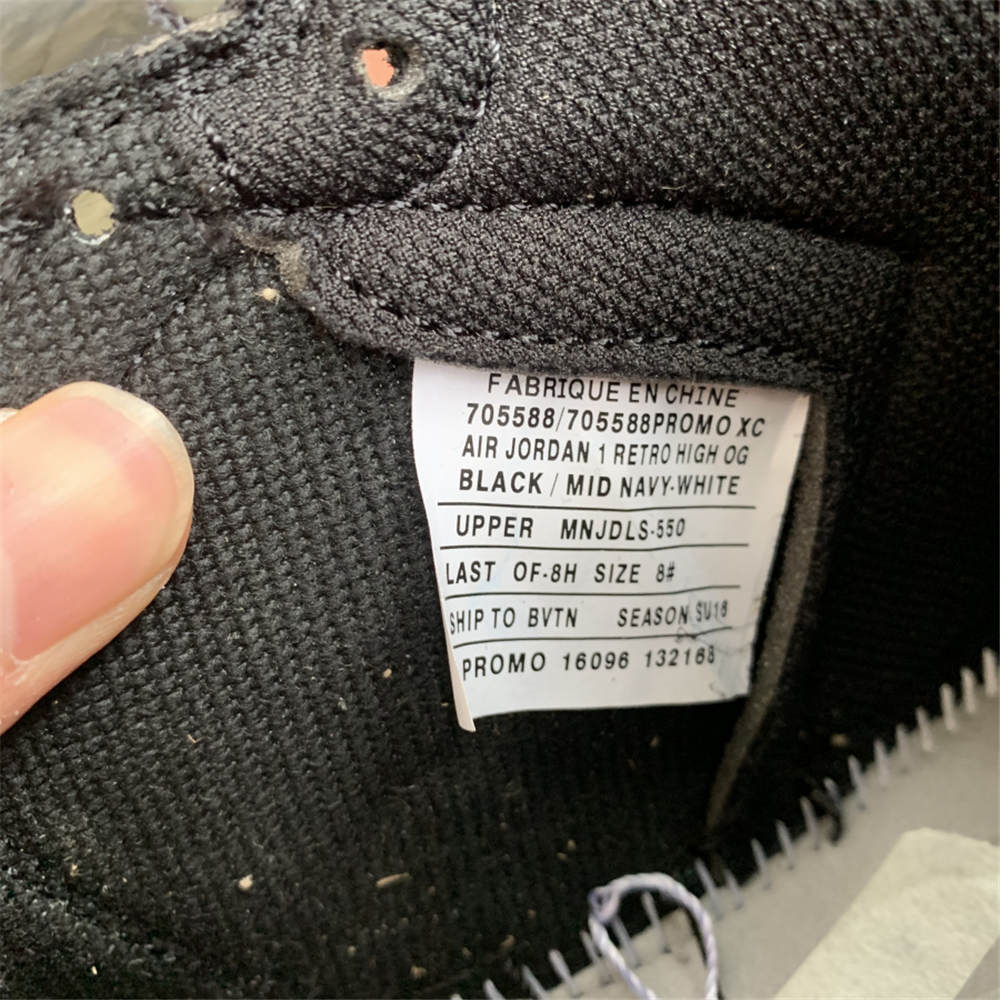 FABRIQUE EN CHINE
705588/705588PROMO XC
AIR JORDAN 1 RETRO HIGH OG
BLACK / MID NAVY-WHITE
UPPER MNJDLS-550
LAST OF-8H SIZE 8#
SHIP TO BVTN SEASON SU16
PROMO 16096 132168